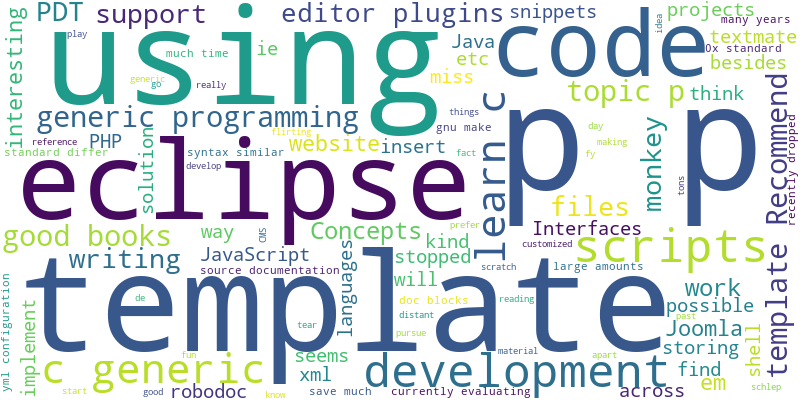 interesting
PDT
support
using
editor plugins
snippets
idea
projects
many years
play
much time
ie
Java
code
0x standard
textmate
etc
besides
generic
go
really
miss
topic p
think
generic programming
things
gnu make
c
p p
flirting
reference
PHP
website
day
making
standard differ
solution
syntax similar
insert
fact
fy
monkey
template Recommend
recently dropped
develop
eclipse
learn
tons
files
good books
way
CMS
Concepts
prefer
Interfaces
scripts
writing
JavaScript
languages
kind
customized
stopped
source documentation
scratch
large amounts
yml configuration
template
will
work
de
doc blocks
reading
possible
implement
distant
past
Joomla
shell
tear
pursue
storing
fun
seems
material
apart
c generic
xml
development
find
start
good
robodoc
know
save much
currently evaluating
across
em
schlep